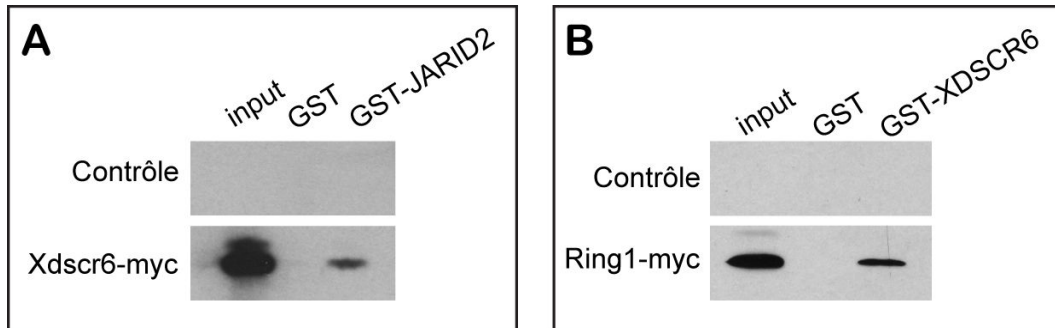 A
input GST GST-JARID2
Contrôle
Xdscr6-myc
B
input GST GST-XDSCR6
Contrôle
Ring1-myc